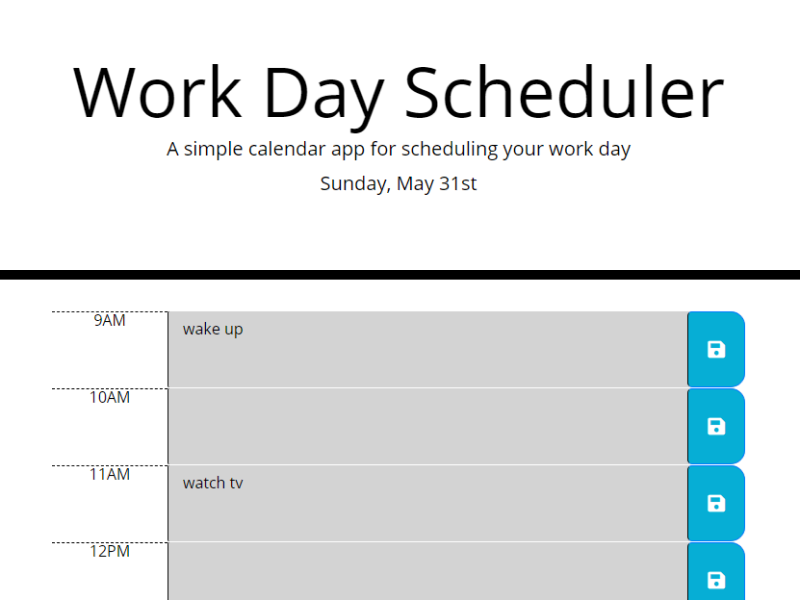 Work Day Scheduler
A simple calendar app for scheduling your work day
Sunday, May 31st
9AM
wake up
10AM
11AM
watch tv
12PM